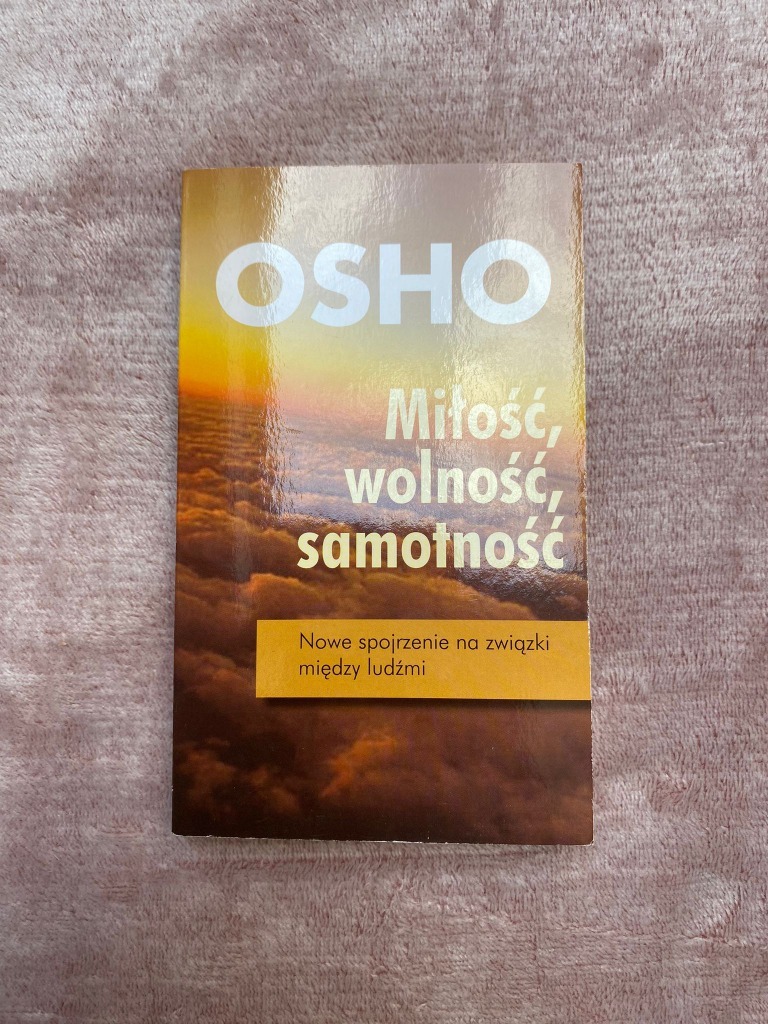 OSHO
Miłość,
wolność,
samotność
Nowe spojrzenie na związki
między ludźmi